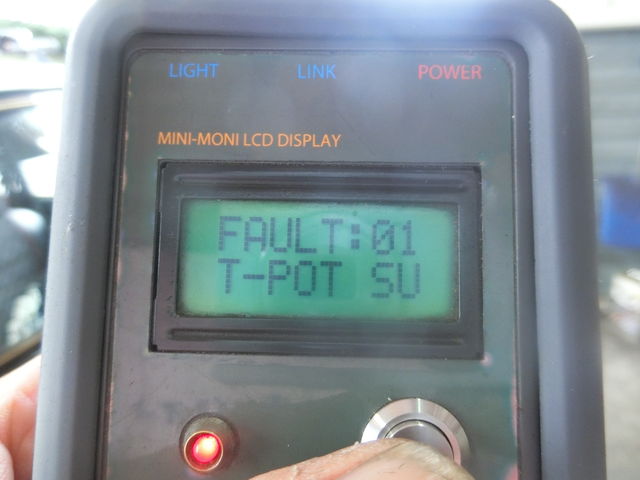 LIGHT LINK POWER
MINI-MONI LCD DISPLAY
FAULT:01
T-POT SU